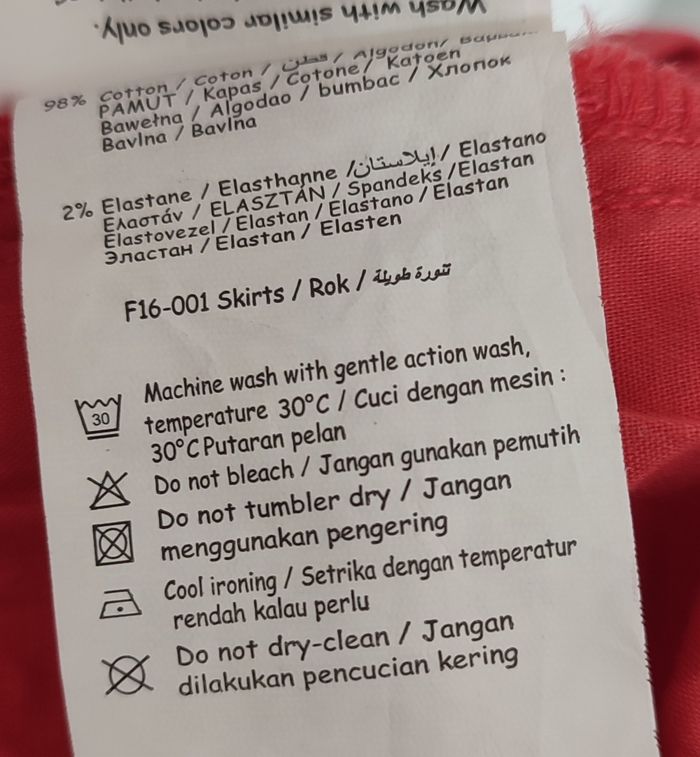 Wash with similar colors only.
98% Cotton / Coton / قطن / Algodon/
PAMUT / Kapas / Cotone / Katoen
Bawełna / Algodao / bumbac / Хлопок
Bavlna / Bavlna
2% Elastane / Elasthanne /إيلاستان/ Elastano
Ελαστάν / ELASZTÁN / Spandeks /Elastan
Elastovezel / Elastan / Elastano / Elastan
Эластан / Elastan / Elasten
F16-001 Skirts / Rok / تنورة طويلة
Machine wash with gentle action wash,
30 temperature 30°C / Cuci dengan mesin :
30°C Putaran pelan
Do not bleach / Jangan gunakan pemutih
Do not tumbler dry / Jangan
menggunakan pengering
Cool ironing / Setrika dengan temperatur
rendah kalau perlu
Do not dry-clean / Jangan
dilakukan pencucian kering